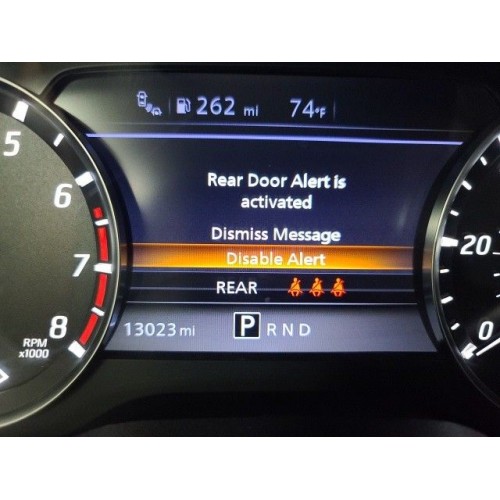 262 mi 74°F
Rear Door Alert is
activated
Dismiss Message
Disable Alert
REAR
13023 mi P R N D
5
6
7
8
RPM
x1000
20
0